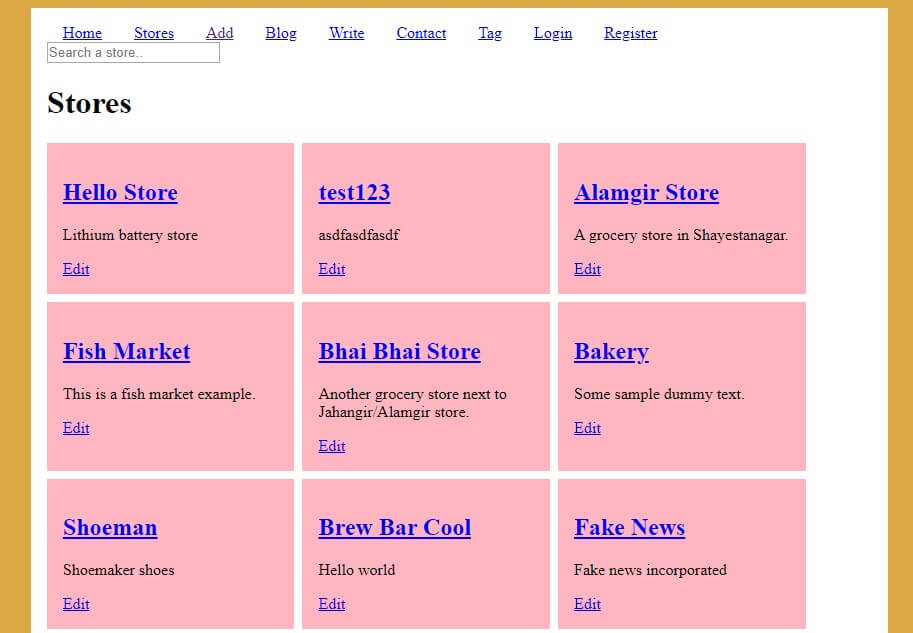 Home Stores Add Blog Write Contact Tag Login Register
Search a store..
Stores
Hello Store
Lithium battery store
Edit
test123
asdfasdfasdf
Edit
Alamgir Store
A grocery store in Shayestanagar.
Edit
Fish Market
This is a fish market example.
Edit
Bhai Bhai Store
Another grocery store next to
Jahangir/Alamgir store.
Edit
Bakery
Some sample dummy text.
Edit
Shoeman
Shoemaker shoes
Edit
Brew Bar Cool
Hello world
Edit
Fake News
Fake news incorporated
Edit